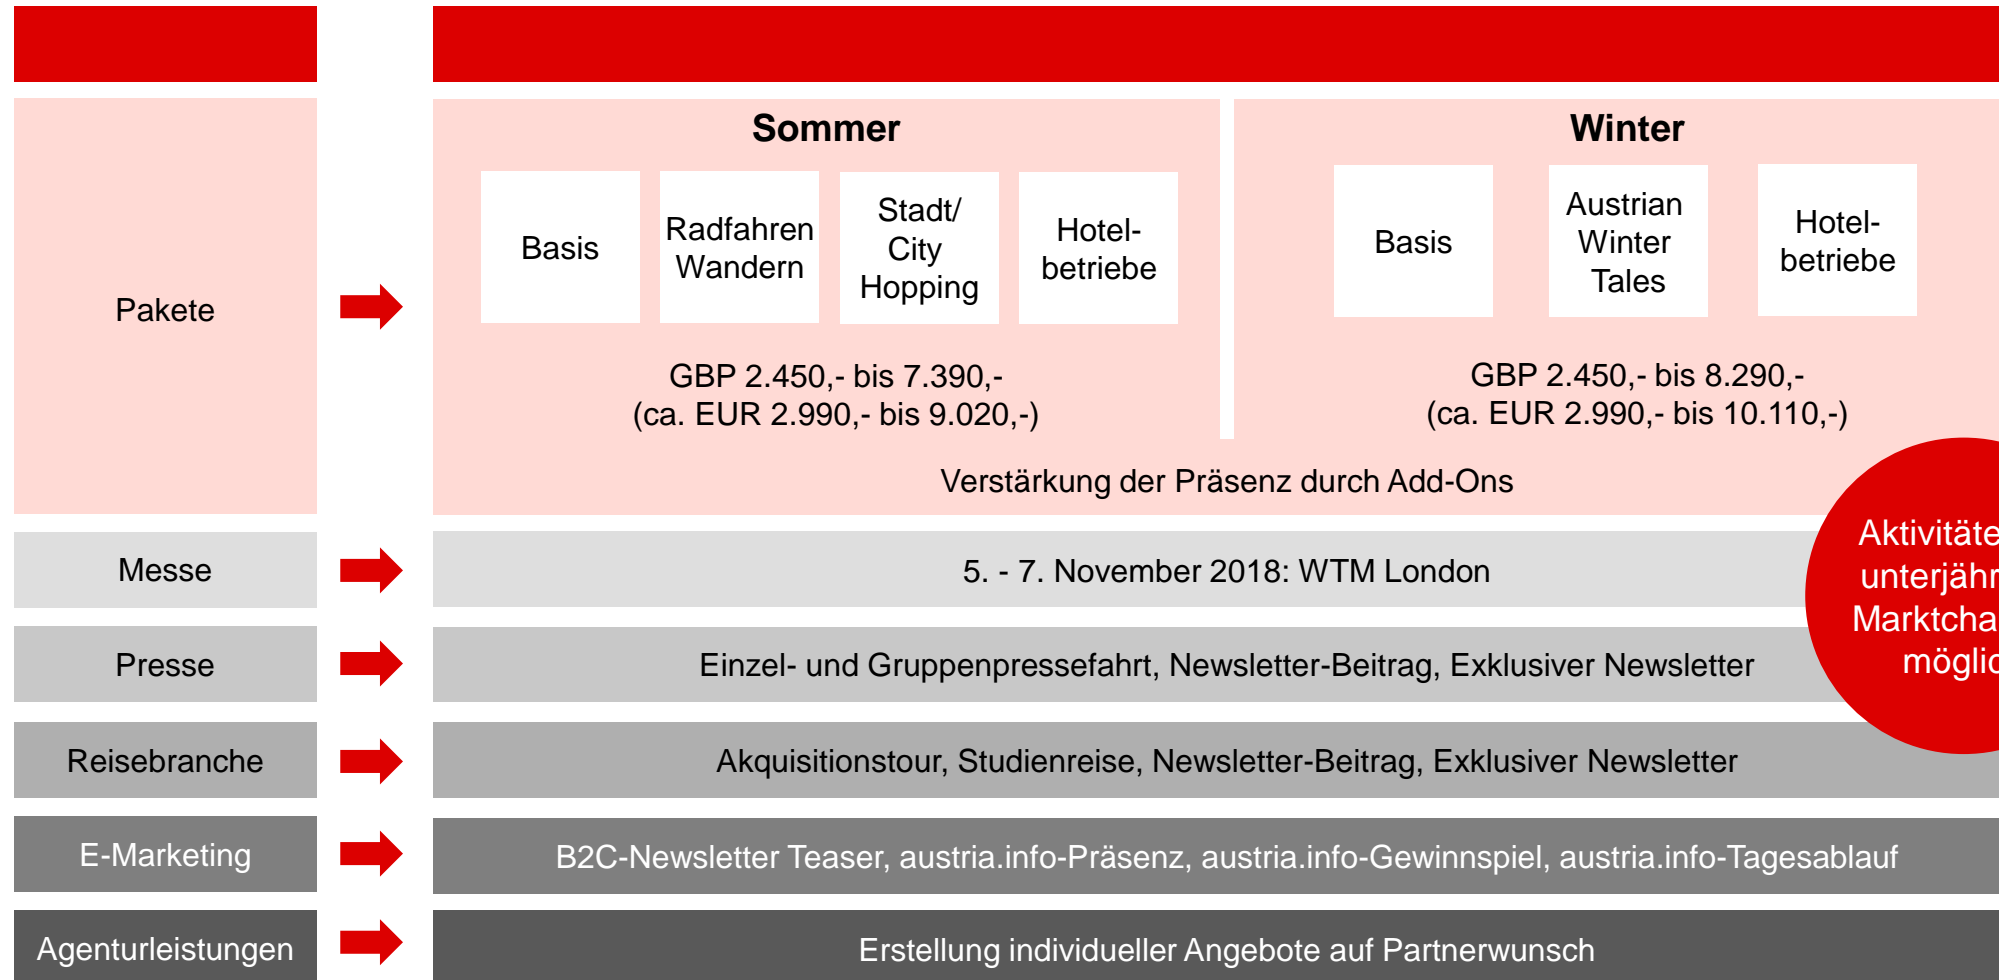 Pakete
Sommer
Basis
Radfahren
Wandern
Stadt/
City
Hopping
Hotel-
betriebe
GBP 2.450,- bis 7.390,-
(ca. EUR 2.990,- bis 9.020,-)
Winter
Basis
Austrian
Winter
Tales
Hotel-
betriebe
GBP 2.450,- bis 8.290,-
(ca. EUR 2.990,- bis 10.110,-)
Verstärkung der Präsenz durch Add-Ons
Messe
5. - 7. November 2018: WTM London
Presse
Einzel- und Gruppenpressefahrt, Newsletter-Beitrag, Exklusiver Newsletter
Reisebranche
Akquisitionstour, Studienreise, Newsletter-Beitrag, Exklusiver Newsletter
E-Marketing
B2C-Newsletter Teaser, austria.info-Präsenz, austria.info-Gewinnspiel, austria.info-Tagesablauf
Agenturleistungen
Erstellung individueller Angebote auf Partnerwunsch